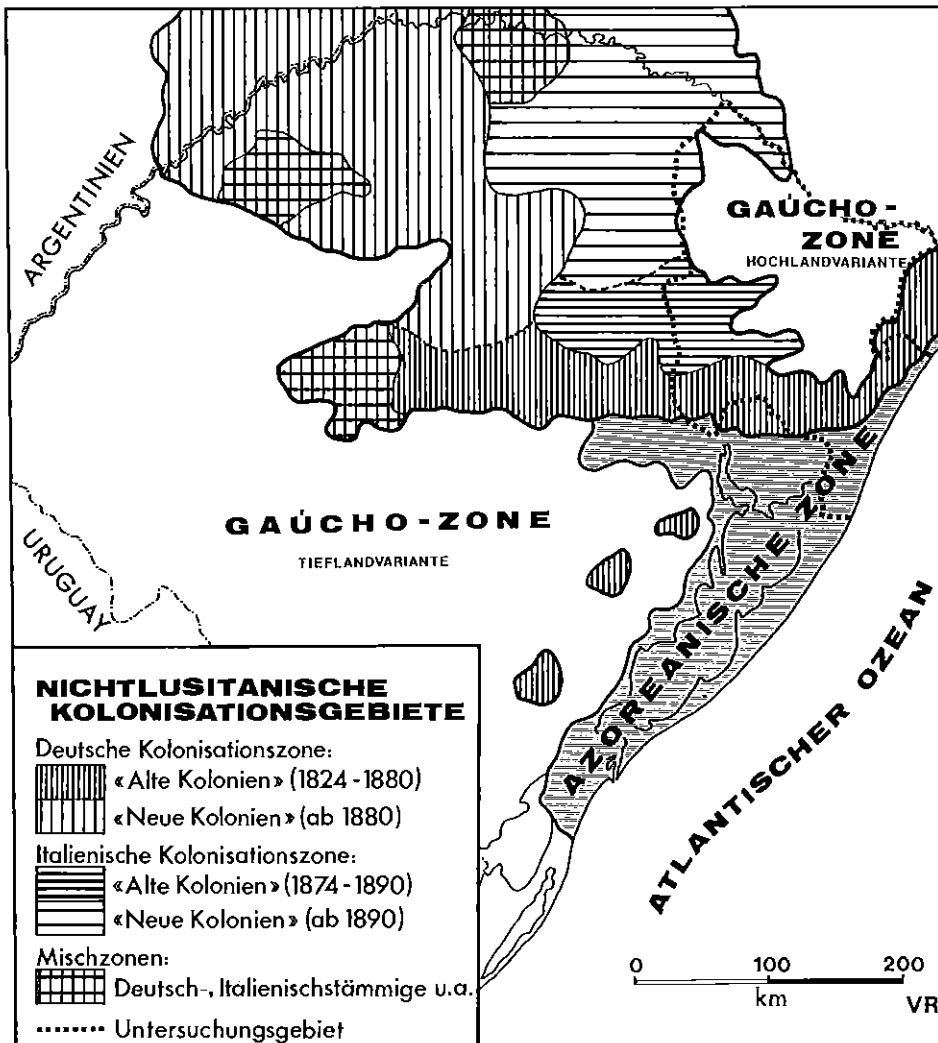 ARGENTINIEN
GAÚCHO-
ZONE
HOCHLANDVARIANTE
GAÚCHO-ZONE
TIEFLANDVARIANTE
URUGUAY
AZOREANISCHE ZONE
ATLANTISCHER OZEAN
NICHTLUSITANISCHE
KOLONISATIONSGEBIETE
Deutsche Kolonisationszone:
«Alte Kolonien» (1824-1880)
«Neue Kolonien» (ab 1880)
Italienische Kolonisationszone:
«Alte Kolonien» (1874-1890)
«Neue Kolonien» (ab 1890)
Mischzonen:
Deutsch-, Italienischstämmige u.a.
Untersuchungsgebiet
0 100 200
km
VR